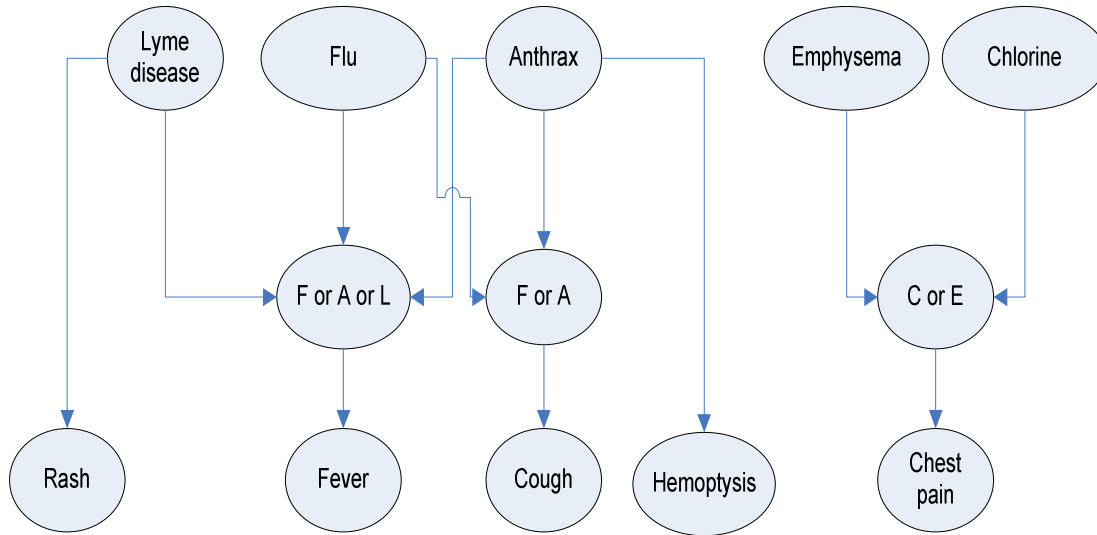 Lyme
disease
Flu
Anthrax
Emphysema
Chlorine
F or A or L
F or A
C or E
Rash
Fever
Cough
Hemoptysis
Chest
pain